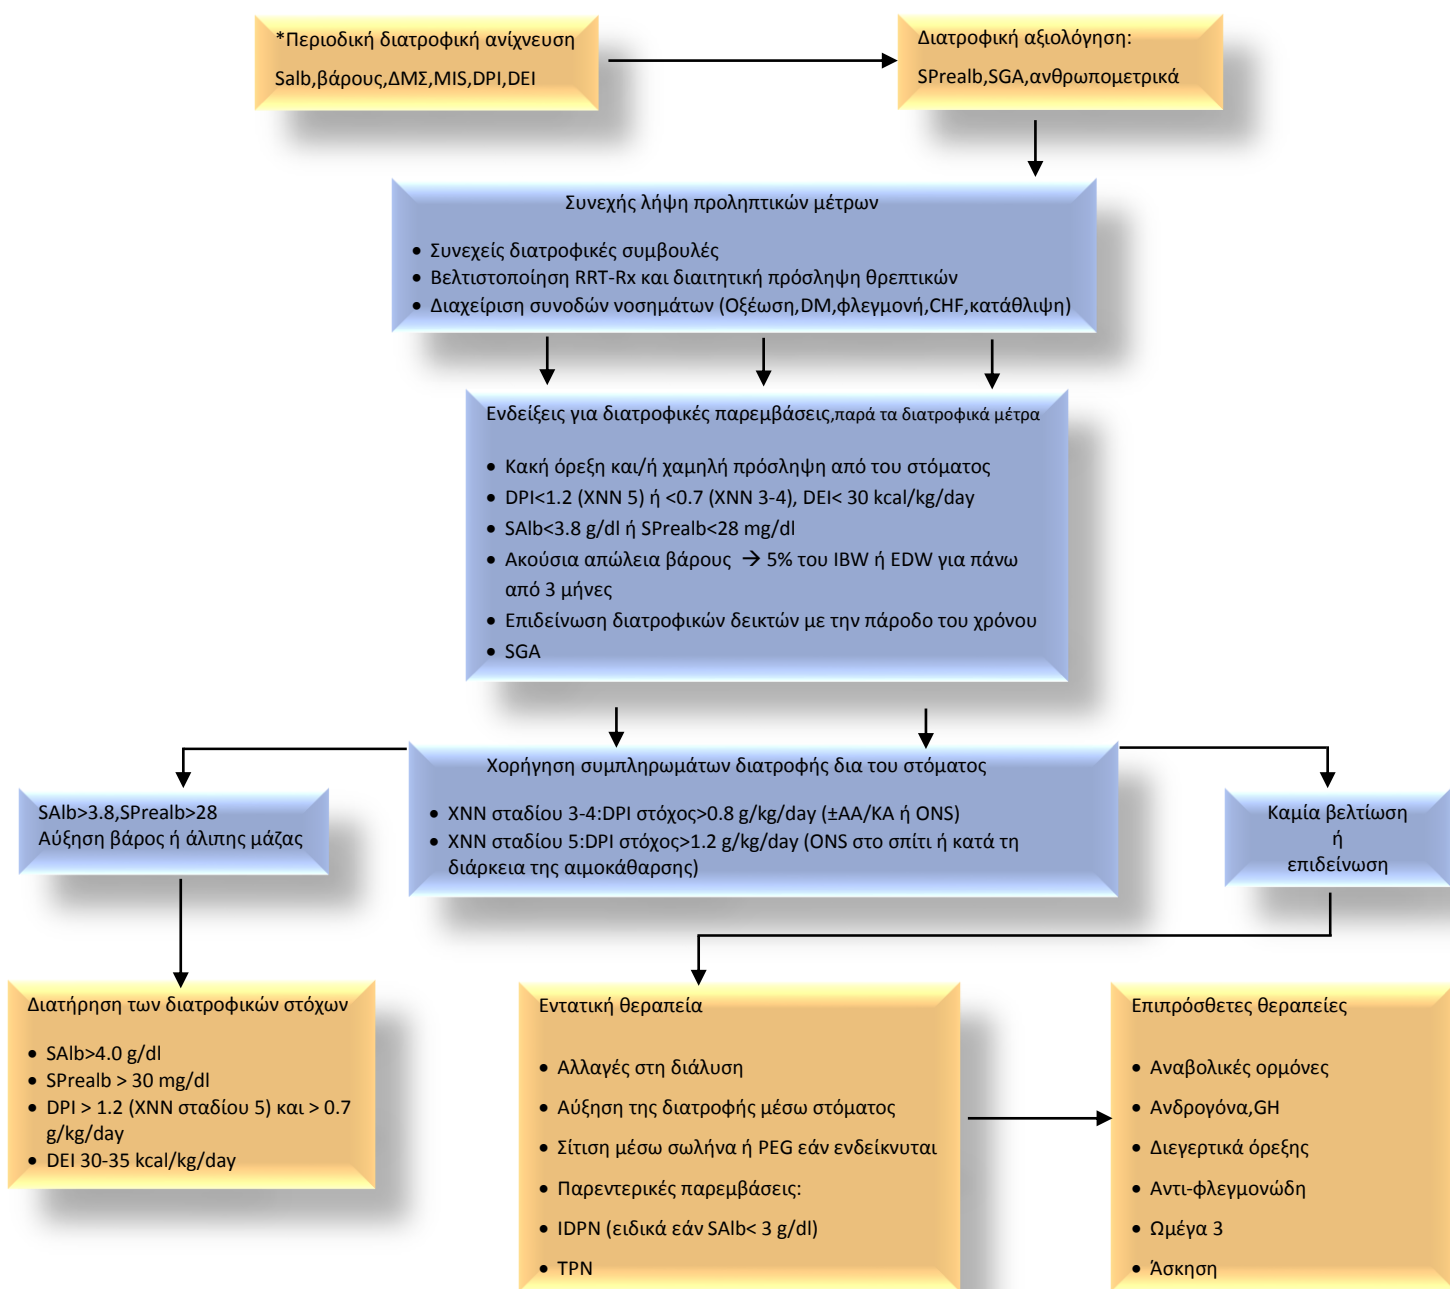 *Περιοδική διατροφική ανίχνευση
Salb,βάρους,ΔΜΣ,MIS,DPI,DEI
Διατροφική αξιολόγηση:
SPrealb,SGA,ανθρωπομετρικά
Συνεχής λήψη προληπτικών μέτρων
• Συνεχείς διατροφικές συμβουλές
• Βελτιστοποίηση RRT-Rx και διαιτητική πρόσληψη θρεπτικών
• Διαχείριση συνοδών νοσημάτων (Οξέωση,DM,φλεγμονή,CHF,κατάθλιψη)
Ενδείξεις για διατροφικές παρεμβάσεις,παρά τα διατροφικά μέτρα
• Κακή όρεξη και/ή χαμηλή πρόσληψη από του στόματος
• DPI<1.2 (ΧΝΝ 5) ή <0.7 (ΧΝΝ 3-4), DEI< 30 kcal/kg/day
• SAlb<3.8 g/dl ή SPrealb<28 mg/dl
• Ακούσια απώλεια βάρους → 5% του IBW ή EDW για πάνω
από 3 μήνες
• Επιδείνωση διατροφικών δεικτών με την πάροδο του χρόνου
• SGA
SAlb>3.8,SPrealb>28
Αύξηση βάρος ή άλιπης μάζας
Χορήγηση συμπληρωμάτων διατροφής δια του στόματος
• ΧΝΝ σταδίου 3-4:DPI στόχος>0.8 g/kg/day (±AA/KA ή ONS)
• ΧΝΝ σταδίου 5:DPI στόχος>1.2 g/kg/day (ONS στο σπίτι ή κατά τη
διάρκεια της αιμοκάθαρσης)
Καμία βελτίωση
ή
επιδείνωση
Διατήρηση των διατροφικών στόχων
• SAlb>4.0 g/dl
• SPrealb > 30 mg/dl
• DPI > 1.2 (ΧΝΝ σταδίου 5) και > 0.7
g/kg/day
• DEI 30-35 kcal/kg/day
Εντατική θεραπεία
• Αλλαγές στη διάλυση
• Αύξηση της διατροφής μέσω στόματος
• Σίτιση μέσω σωλήνα ή PEG εάν ενδείκνυται
• Παρεντερικές παρεμβάσεις:
• IDPN (ειδικά εάν SAlb< 3 g/dl)
• TPN
Επιπρόσθετες θεραπείες
• Αναβολικές ορμόνες
• Ανδρογόνα,GH
• Διεγερτικά όρεξης
• Αντι-φλεγμονώδη
• Ωμέγα 3
• Άσκηση